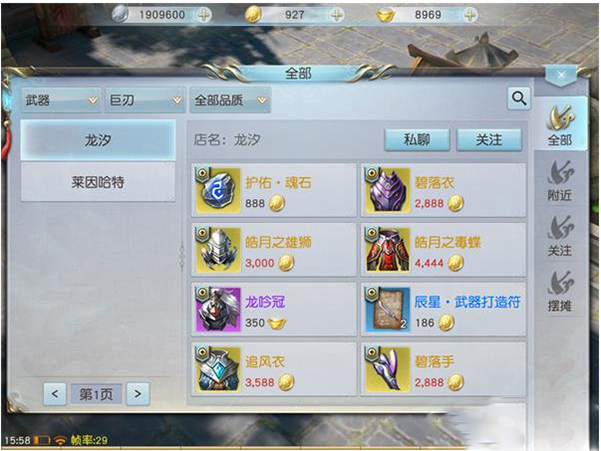 1909600
927
8969
全部
武器
巨刃
全部品质
龙汐
莱因哈特
店名：龙汐
私聊
关注
护佑·魂石
888
碧落衣
2,888
皓月之雄狮
3,000
皓月之毒蝶
4,444
龙吟冠
350
辰星·武器打造符
2
186
追风衣
3,588
碧落手
2,888
全部
附近
关注
摆摊
<
第1页
>
15:58
帧率:29